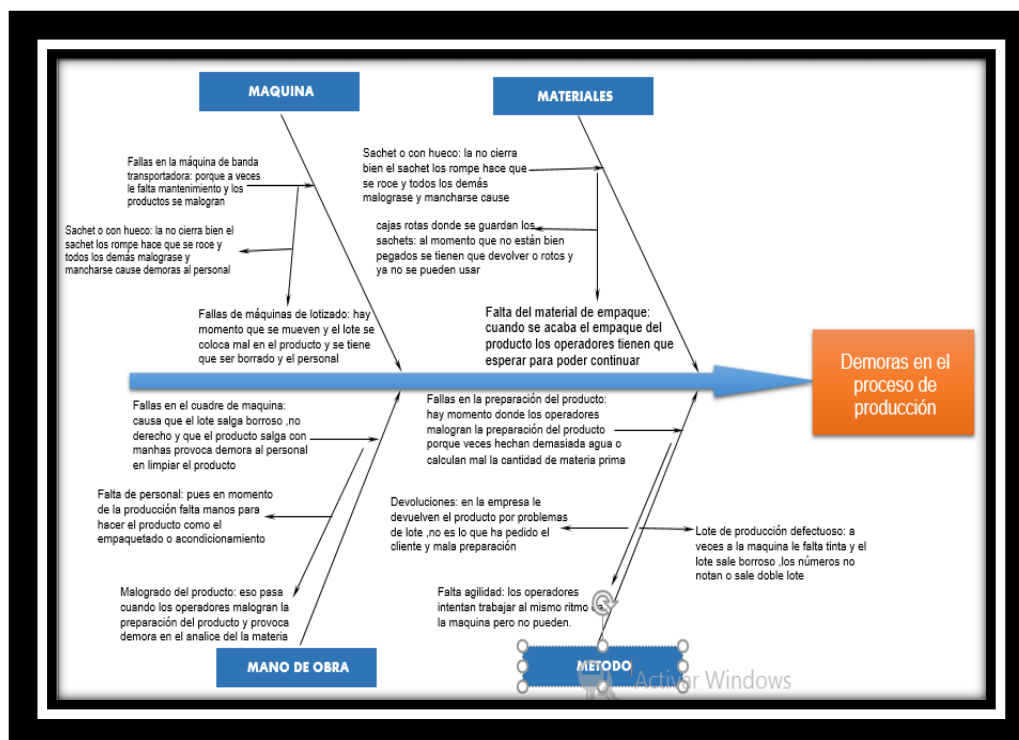 MAQUINA
MATERIALES
Fallas en la máquina de banda
transportadora: porque a veces
le falta mantenimiento y los
productos se malogran
Sachet o con hueco: la no cierra
bien el sachet los rompe hace que
se roce y todos los demás
malograse y mancharse cause
Sachet o con hueco: la no cierra bien el
sachet los rompe hace que se roce y
todos los demás malograse y
mancharse cause demoras al personal
cajas rotas donde se guardan los
sachets: al momento que no están bien
pegados se tienen que devolver o rotos y
ya no se pueden usar
Fallas de máquinas de lotizado: hay
momento que se mueven y el lote se
coloca mal en el producto y se tiene
que ser borrado y el personal
Falta del material de empaque:
cuando se acaba el empaque del
producto los operadores tienen que
esperar para poder continuar
Demoras en el
proceso de
producción
Fallas en el cuadre de maquina:
causa que el lote salga borroso ,no
derecho y que el producto salga con
manhas provoca demora al personal
en limpiar el producto
Fallas en la preparación del producto:
hay momento donde los operadores
malogran la preparación del producto
porque veces hechan demasiada agua o
calculan mal la cantidad de materia prima
Falta de personal: pues en momento
de la producción falta manos para
hacer el producto como el
empaquetado o acondicionamiento
Devoluciones: en la empresa le
devuelven el producto por problemas
de lote ,no es lo que ha pedido el
cliente y mala preparación
Lote de producción defectuoso: a
veces a la maquina le falta tinta y el
lote sale borroso ,los números no
notan o sale doble lote
Malogrado del producto: eso pasa
cuando los operadores malogran la
preparación del producto y provoca
demora en el analice del la materia
Falta agilidad: los operadores
intentan trabajar al mismo ritmo
la maquina pero no pueden.
MANO DE OBRA
METODO
Activar Windows